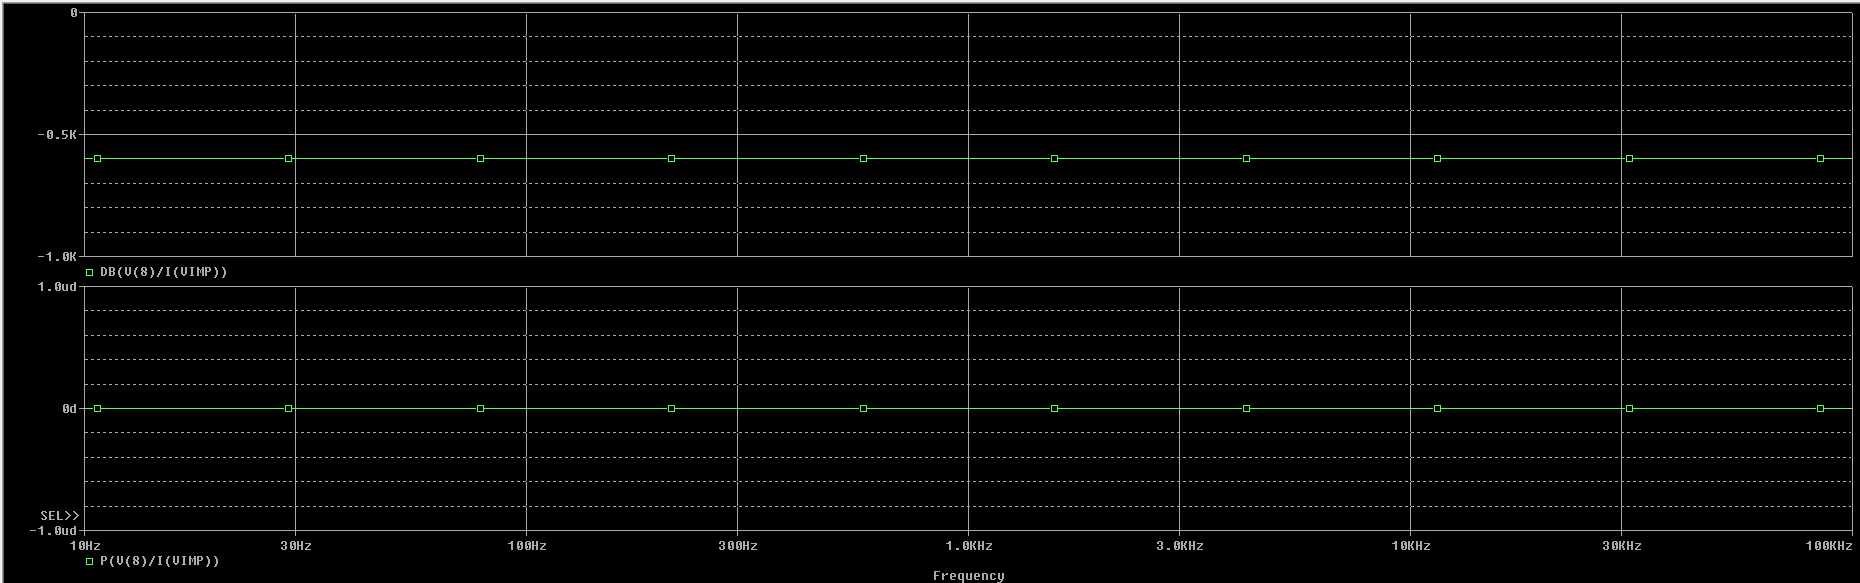 0
-0.5K
-1.0K
DB(V(8)/I(VIMP))
1.0ud
0d
SEL>>
-1.0ud
10Hz 30Hz 100Hz 300Hz 1.0KHz 3.0KHz 10KHz 30KHz 100KHz
P(V(8)/I(VIMP))
Frequency